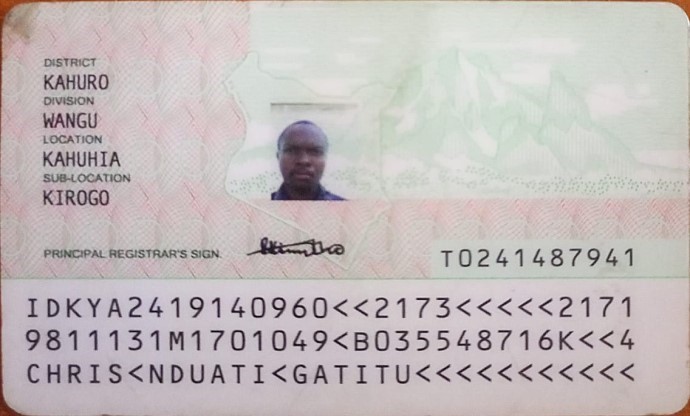 DISTRICT
KAHURO
DIVISION
WANGU
LOCATION
KAHUHIA
SUB-LOCATION
KIROGO
PRINCIPAL REGISTRAR'S SIGN.
T0241487941
IDKYA2419140960<<2173<<<<<2171
9811131M1701049<B035548716K<<4
CHRIS<NDUATI<GATITU<<<<<<<<<<<